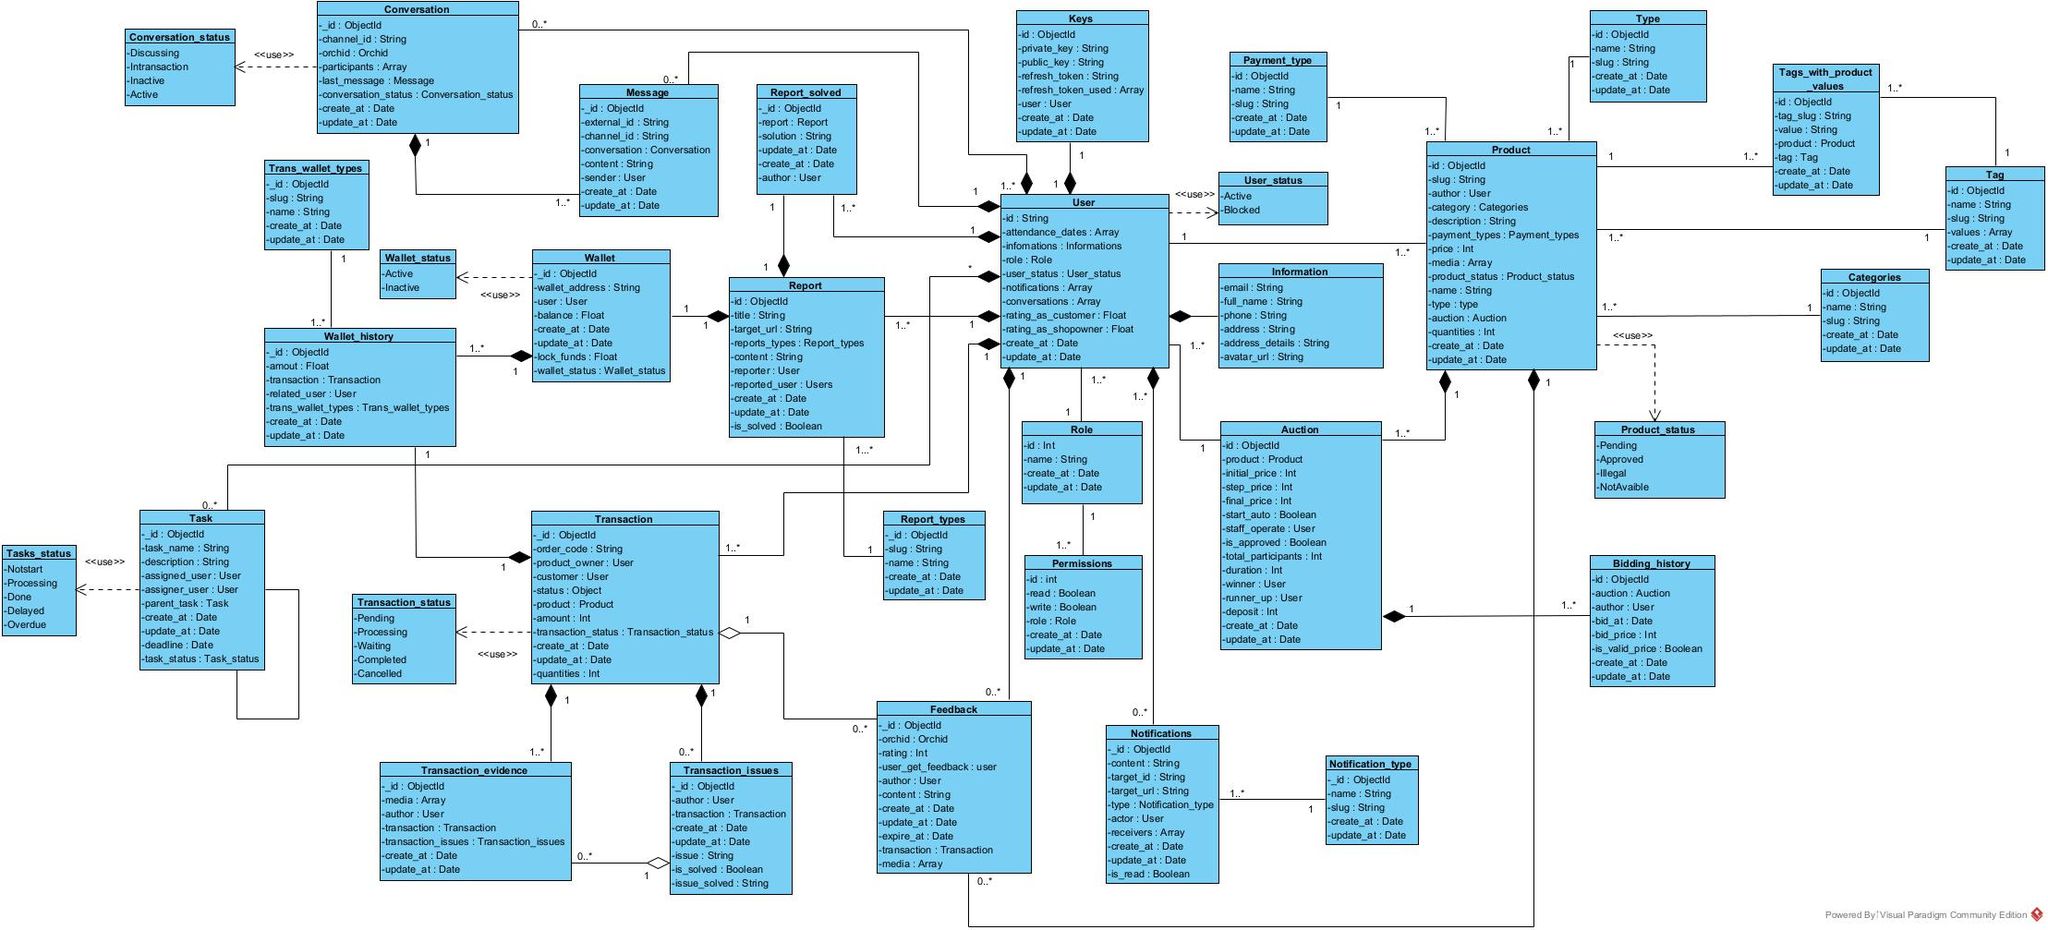 Conversation
-_id : ObjectId
-channel_id : String
-orchid : Orchid
-participants : Array
-last_message : Message
-conversation_status : Conversation_status
-create_at : Date
-update_at : Date
Conversation_status
-Discussing
-Intransaction
-Inactive
-Active
<<use>>
0..*
1
Message
-_id : ObjectId
-external_id : String
-channel_id : String
-conversation : Conversation
-content : String
-sender : User
-create_at : Date
-update_at : Date
0..*
1..*
Report_solved
-_id : ObjectId
-report : Report
-solution : String
-update_at : Date
-create_at : Date
-author : User
1
1..*
Keys
-id : ObjectId
-private_key : String
-public_key : String
-refresh_token : String
-refresh_token_used : Array
-user : User
-create_at : Date
-update_at : Date
1
Payment_type
-id : ObjectId
-name : String
-slug : String
-create_at : Date
-update_at : Date
1
1..*
Type
-id : ObjectId
-name : String
-slug : String
-create_at : Date
-update_at : Date
1
1..*
Tags_with_product
_values
-id : ObjectId
-tag_slug : String
-value : String
-product : Product
-tag : Tag
-create_at : Date
-update_at : Date
1..*
1
1
1..*
Tag
-id : ObjectId
-name : String
-slug : String
-values : Array
-create_at : Date
-update_at : Date
1..*
1
Trans_wallet_types
-_id : ObjectId
-slug : String
-name : String
-create_at : Date
-update_at : Date
1
1..*
Wallet_status
-Active
-Inactive
<<use>>
Wallet
-_id : ObjectId
-wallet_address : String
-user : User
-balance : Float
-create_at : Date
-update_at : Date
-lock_funds : Float
-wallet_status : Wallet_status
1
1
1..*
1
Report
-id : ObjectId
-title : String
-target_url : String
-reports_types : Report_types
-content : String
-reporter : User
-reported_user : Users
-create_at : Date
-update_at : Date
-is_solved : Boolean
1
1..*
1
1...*
1
User
-id : String
-attendance_dates : Array
-infomations : Informations
-role : Role
-user_status : User_status
-notifications : Array
-conversations : Array
-rating_as_customer : Float
-rating_as_shopowner : Float
-create_at : Date
-update_at : Date
1..*
1
1
1
*
1
User_status
-Active
-Blocked
<<use>>
1
1..*
Information
-email : String
-full_name : String
-phone : String
-address : String
-address_details : String
-avatar_url : String
Product
-id : ObjectId
-slug : String
-author : User
-category : Categories
-description : String
-payment_types : Payment_types
-price : Int
-media : Array
-product_status : Product_status
-name : String
-type : type
-auction : Auction
-quantities : Int
-create_at : Date
-update_at : Date
Categories
-id : ObjectId
-name : String
-slug : String
-create_at : Date
-update_at : Date
1..*
1
<<use>>
Product_status
-Pending
-Approved
-Illegal
-NotAvaible
Wallet_history
-_id : ObjectId
-amout : Float
-transaction : Transaction
-related_user : User
-trans_wallet_types : Trans_wallet_types
-create_at : Date
-update_at : Date
1
1
Role
-id : Int
-name : String
-create_at : Date
-update_at : Date
1..*
1
1
1..*
Permissions
-id : int
-read : Boolean
-write : Boolean
-role : Role
-create_at : Date
-update_at : Date
Auction
-id : ObjectId
-product : Product
-initial_price : Int
-step_price : Int
-final_price : Int
-start_auto : Boolean
-staff_operate : User
-is_approved : Boolean
-total_participants : Int
-duration : Int
-winner : User
-runner_up : User
-deposit : Int
-create_at : Date
-update_at : Date
1..*
1
1..*
1
1
1..*
Bidding_history
-id : ObjectId
-auction : Auction
-author : User
-bid_at : Date
-bid_price : Int
-is_valid_price : Boolean
-create_at : Date
-update_at : Date
Task
-_id : ObjectId
-task_name : String
-description : String
-assigned_user : User
-assigner_user : User
-parent_task : Task
-create_at : Date
-update_at : Date
-deadline : Date
-task_status : Task_status
0..*
Tasks_status
-Notstart
-Processing
-Done
-Delayed
-Overdue
<<use>>
Transaction_status
-Pending
-Processing
-Waiting
-Completed
-Cancelled
<<use>>
Transaction
-_id : ObjectId
-order_code : String
-product_owner : User
-customer : User
-status : Object
-product : Product
-amount : Int
-transaction_status : Transaction_status
-create_at : Date
-update_at : Date
-quantities : Int
1..*
1
1
1
Report_types
-_id : ObjectId
-slug : String
-name : String
-create_at : Date
-update_at : Date
Transaction_evidence
-_id : ObjectId
-media : Array
-author : User
-transaction : Transaction
-transaction_issues : Transaction_issues
-create_at : Date
-update_at : Date
1..*
0..*
1
Transaction_issues
-_id : ObjectId
-author : User
-transaction : Transaction
-create_at : Date
-update_at : Date
-issue : String
-is_solved : Boolean
-issue_solved : String
0..*
Feedback
-_id : ObjectId
-orchid : Orchid
-rating : Int
-user_get_feedback : user
-author : User
-content : String
-create_at : Date
-update_at : Date
-expire_at : Date
-transaction : Transaction
-media : Array
0..*
1
0..*
0..*
1
Notifications
-_id : ObjectId
-content : String
-target_id : String
-target_url : String
-type : Notification_type
-actor : User
-receivers : Array
-create_at : Date
-update_at : Date
-is_read : Boolean
1..*
0..*
1..*
1
Notification_type
-_id : ObjectId
-name : String
-slug : String
-create_at : Date
-update_at : Date
Powered By: Visual Paradigm Community Edition